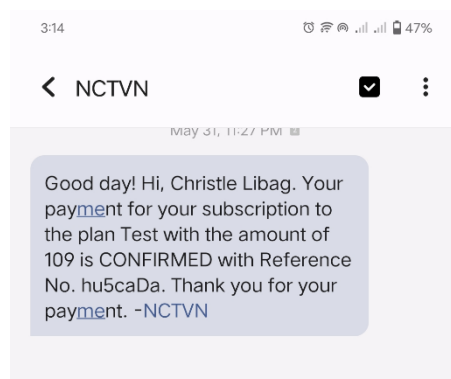 3:14 47%
NCTVN
May 31, 11:27 PM
Good day! Hi, Christle Libag. Your
payment for your subscription to
the plan Test with the amount of
109 is CONFIRMED with Reference
No. hu5caDa. Thank you for your
payment. -NCTVN